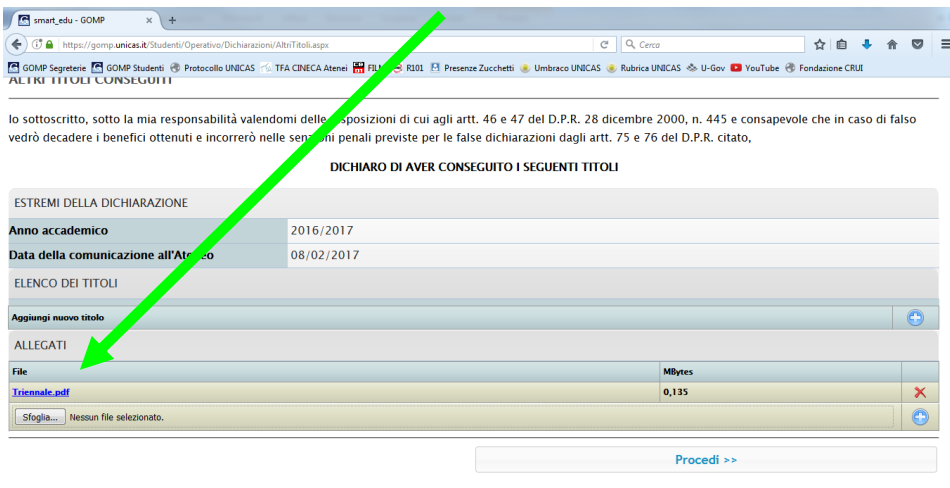 smart_edu - GOMP × +
https://gomp.unicas.it/Studenti/Operativo/Dichiarazioni/AltriTitoli.aspx Cerca
GOMP Segreterie GOMP Studenti Protocollo UNICAS TFA CINECA Atenei R101 Presenze Zucchetti Umbraco UNICAS Rubrica UNICAS U-Gov YouTube Fondazione CRUI
ALTRI TITOLI CONSEGUITI
Io sottoscritto, sotto la mia responsabilità valendomi delle disposizioni di cui agli artt. 46 e 47 del D.P.R. 28 dicembre 2000, n. 445 e consapevole che in caso di falso
vedrò decadere i benefici ottenuti e incorrerò nelle sanzioni penali previste per le false dichiarazioni dagli artt. 75 e 76 del D.P.R. citato,
DICHIARO DI AVER CONSEGUITO I SEGUENTI TITOLI
ESTREMI DELLA DICHIARAZIONE
Anno accademico 2016/2017
Data della comunicazione all'Ateneo 08/02/2017
ELENCO DEI TITOLI
Aggiungi nuovo titolo
ALLEGATI
File MBytes
Triennale.pdf 0,135
Sfoglia... Nessun file selezionato.
Procedi >>